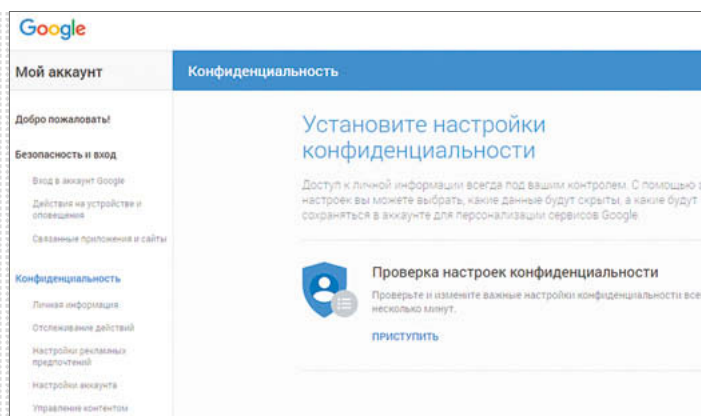 Google
Мой аккаунт
Конфиденциальность
Добро пожаловать!
Безопасность и вход
Вход в аккаунт Google
Действия на устройстве и
оповещения
Связанные приложения и сайты
Конфиденциальность
Личная информация
Отслеживание действий
Настройки рекламных
предпочтений
Настройки аккаунта
Управление контентом
Установите настройки
конфиденциальности
Доступ к личной информации всегда под вашим контролем. С помощью
настроек вы можете выбрать, какие данные будут скрыты, а какие будут
сохраняться в аккаунте для персонализации сервисов Google.
Проверка настроек конфиденциальности
Проверьте и измените важные настройки конфиденциальности все
несколько минут.
ПРИСТУПИТЬ